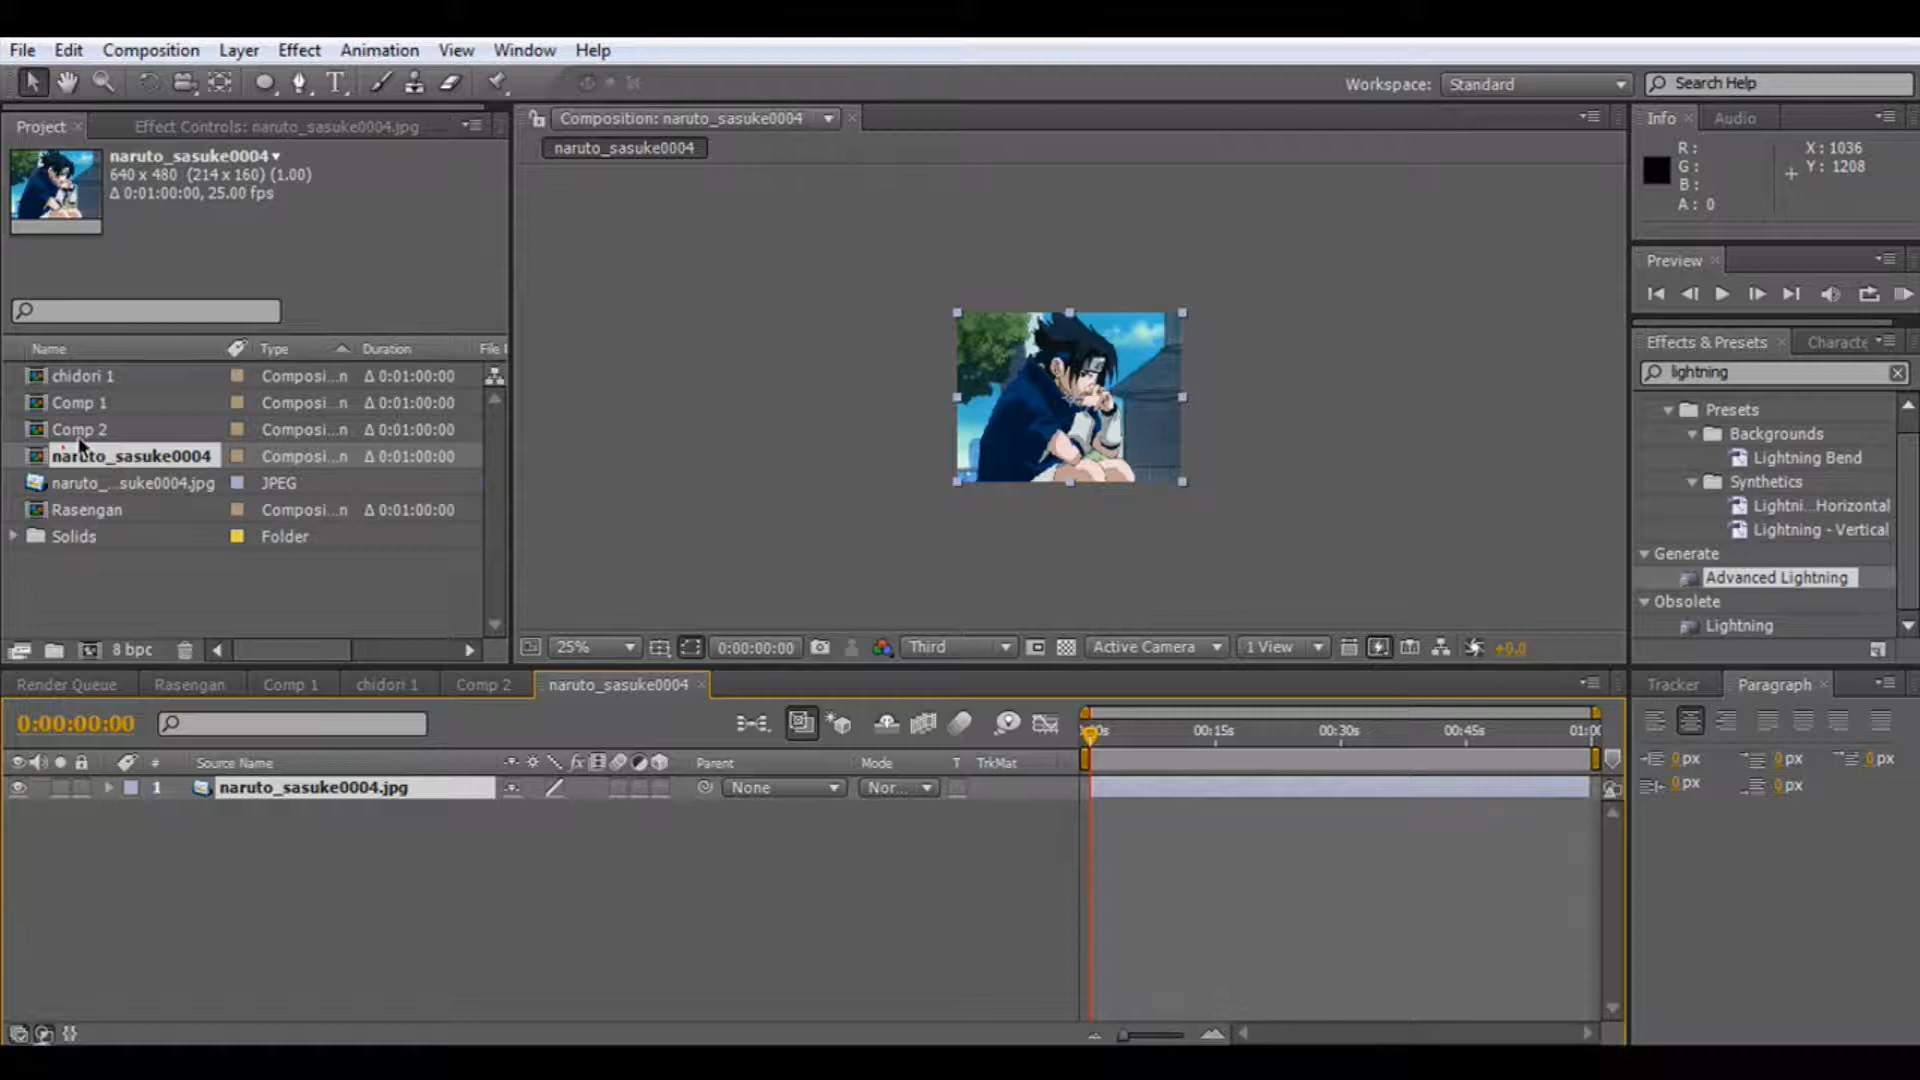 File Edit Composition Layer Effect Animation View Window Help
Workspace: Standard Search Help
Project Effect Controls: naruto_sasuke0004.jpg
naruto_sasuke0004
640 x 480 (214 x 160) (1.00)
Δ 0:01:00:00, 25.00 fps
Name Type Duration File
chidori 1 Composi...n Δ 0:01:00:00
Comp 1 Composi...n Δ 0:01:00:00
Comp 2 Composi...n Δ 0:01:00:00
naruto_sasuke0004 Composi...n Δ 0:01:00:00
naruto_...suke0004.jpg JPEG
Rasengan Composi...n Δ 0:01:00:00
Solids Folder
8 bpc
Composition: naruto_sasuke0004
naruto_sasuke0004
25% 0:00:00:00 Third Active Camera 1 View +0.0
Info Audio
R: X: 1036
G: Y: 1208
B:
A: 0
Preview
Effects & Presets Characte
lightning
Presets
Backgrounds
Lightning Bend
Synthetics
Lightni...Horizontal
Lightning - Vertical
Generate
Advanced Lightning
Obsolete
Lightning
Render Queue Rasengan Comp 1 chidori 1 Comp 2 naruto_sasuke0004
0:00:00:00 00:15s 00:30s 00:45s
# Source Name Parent Mode T TrkMat
1 naruto_sasuke0004.jpg None Nor...
Tracker Paragraph
0 px 0 px 0 px
0 px 0 px